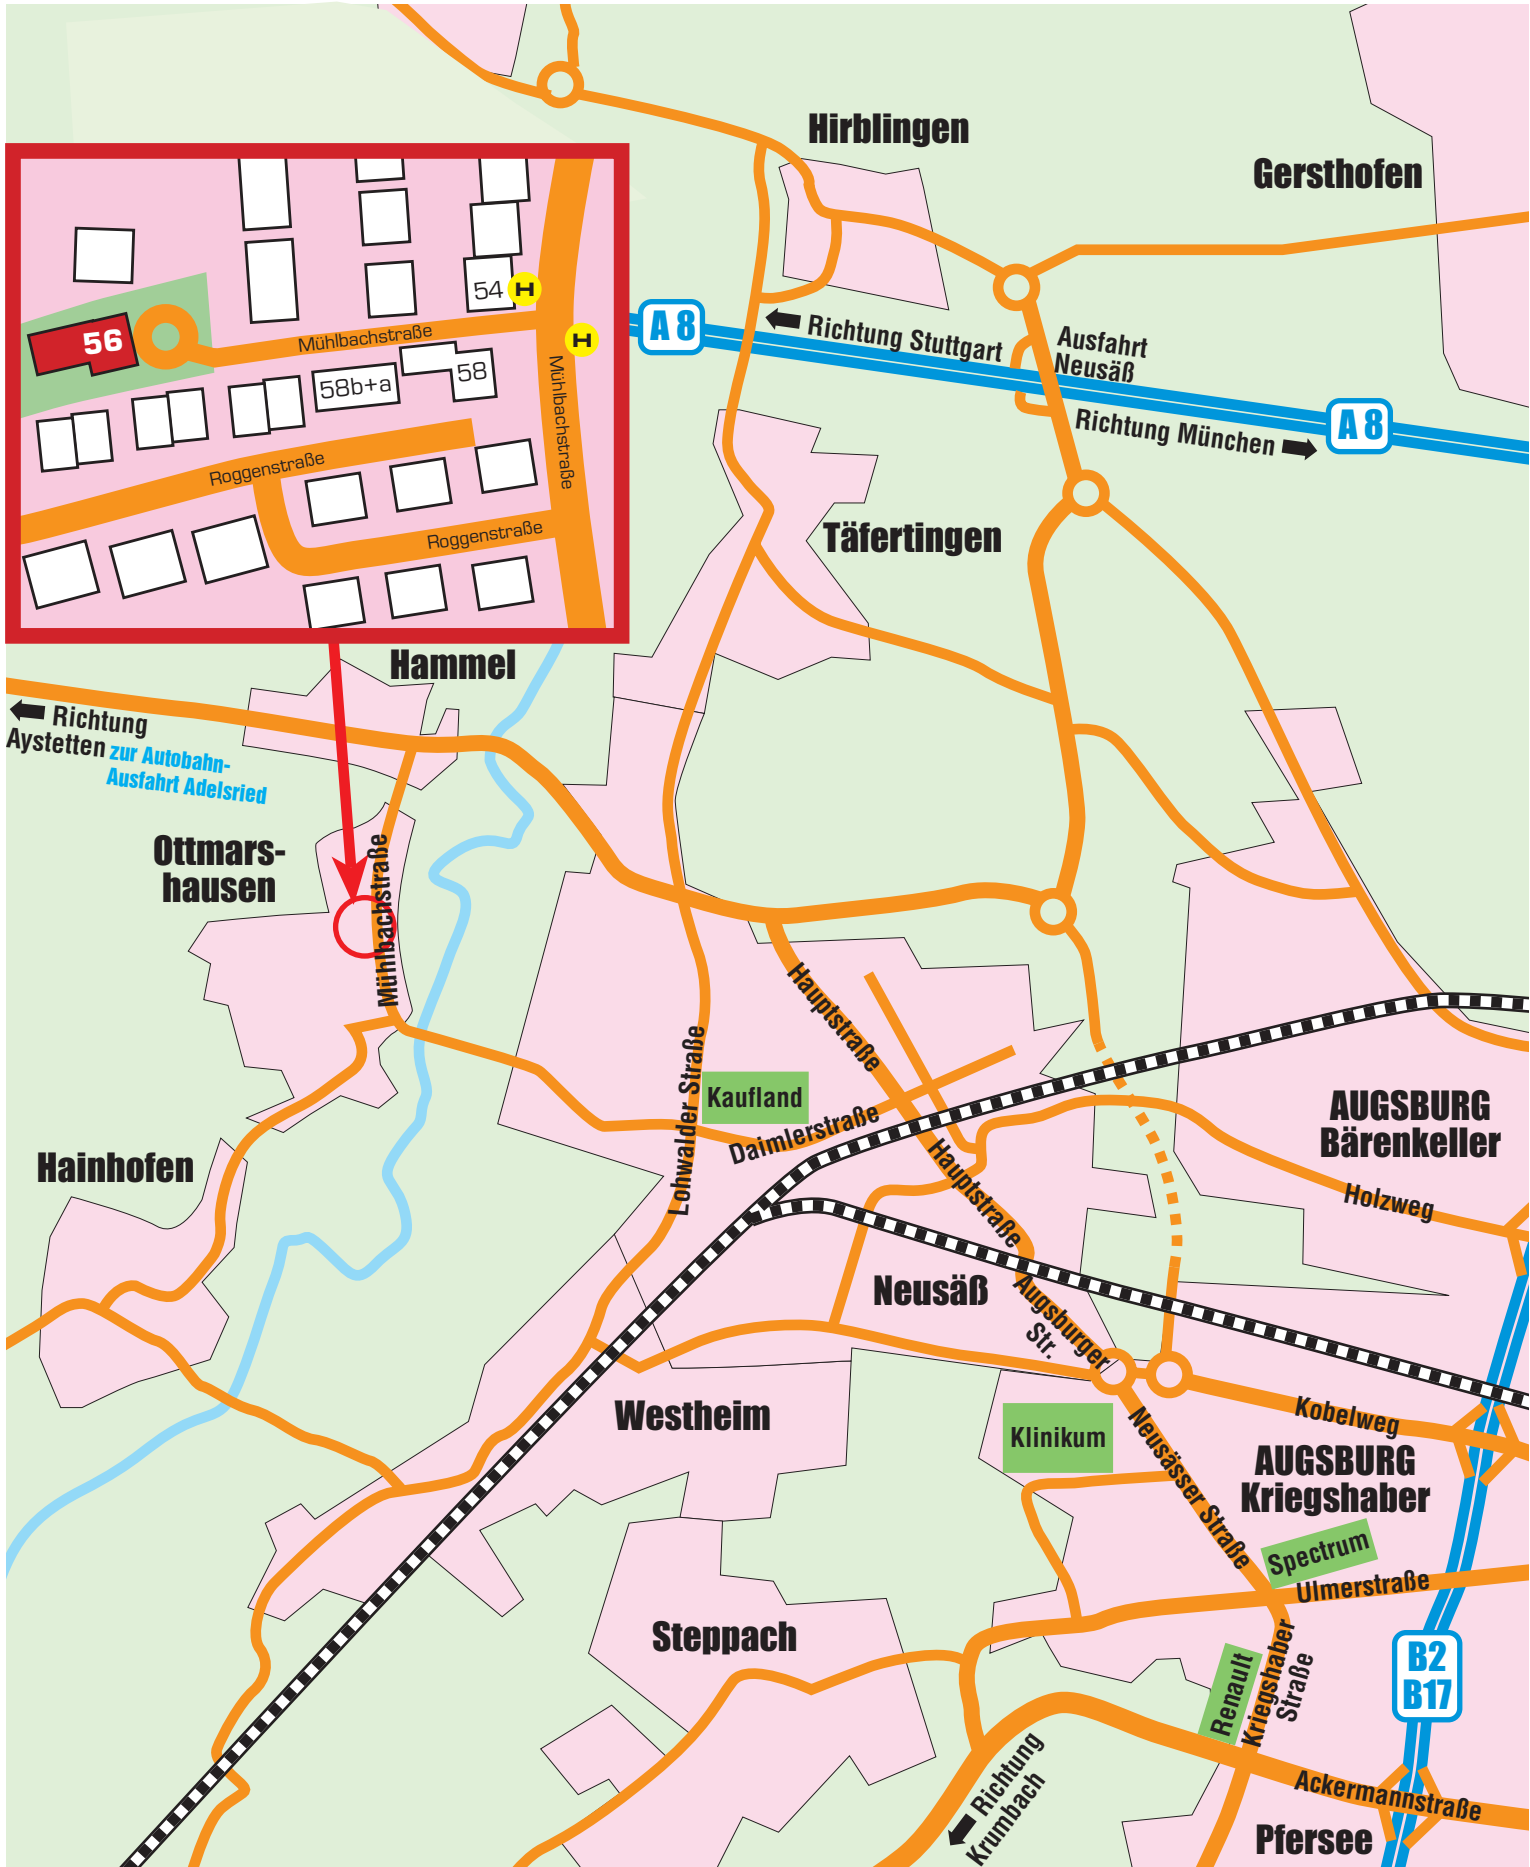 Hirblingen
Gersthofen
54
H
56
Mühlbachstraße
H
58b+a
58
Mühlbachstraße
Roggenstraße
Roggenstraße
A 8
Richtung Stuttgart
Ausfahrt
Neusäß
Richtung München
A 8
Täfertingen
Hammel
Richtung
Aystetten zur Autobahn-
Ausfahrt Adelsried
Ottmars-
hausen
Mühlbachstraße
Hauptstraße
Lohwalder Straße
Kaufland
Daimlerstraße
Hauptstraße
AUGSBURG
Bärenkeller
Holzweg
Hainhofen
Neusäß
Augsburger
Str.
Westheim
Klinikum
Neusässer Straße
Kobelweg
AUGSBURG
Kriegshaber
Spectrum
Ulmerstraße
Steppach
Renault
Kriegshaber
Straße
B2
B17
Richtung
Krumbach
Ackermannstraße
Pfersee